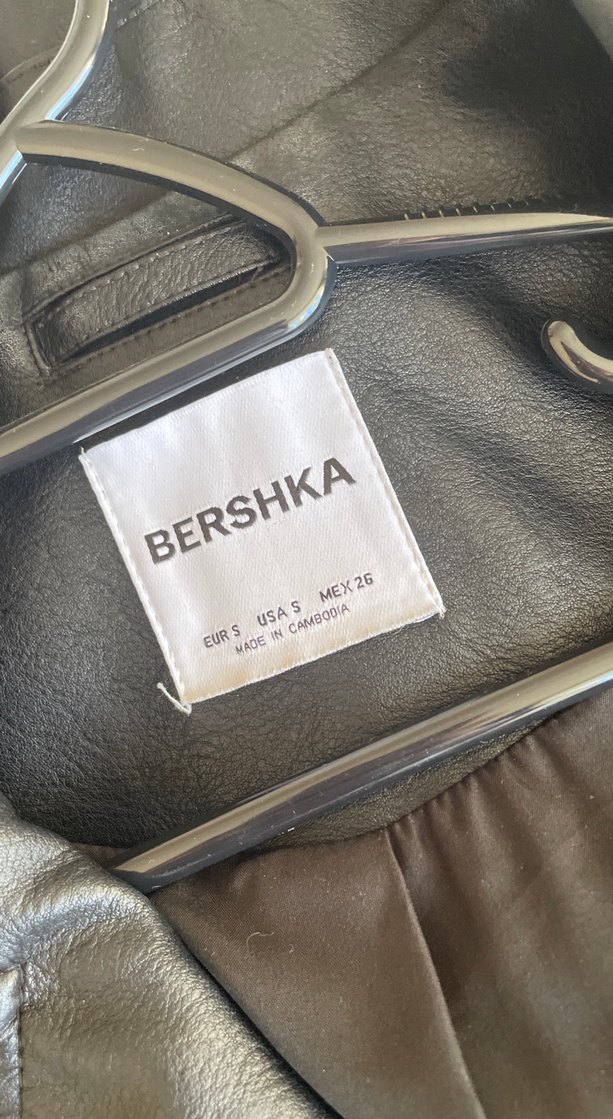 BERSHKA
EUR S USA S MEX 26
MADE IN CAMBODIA